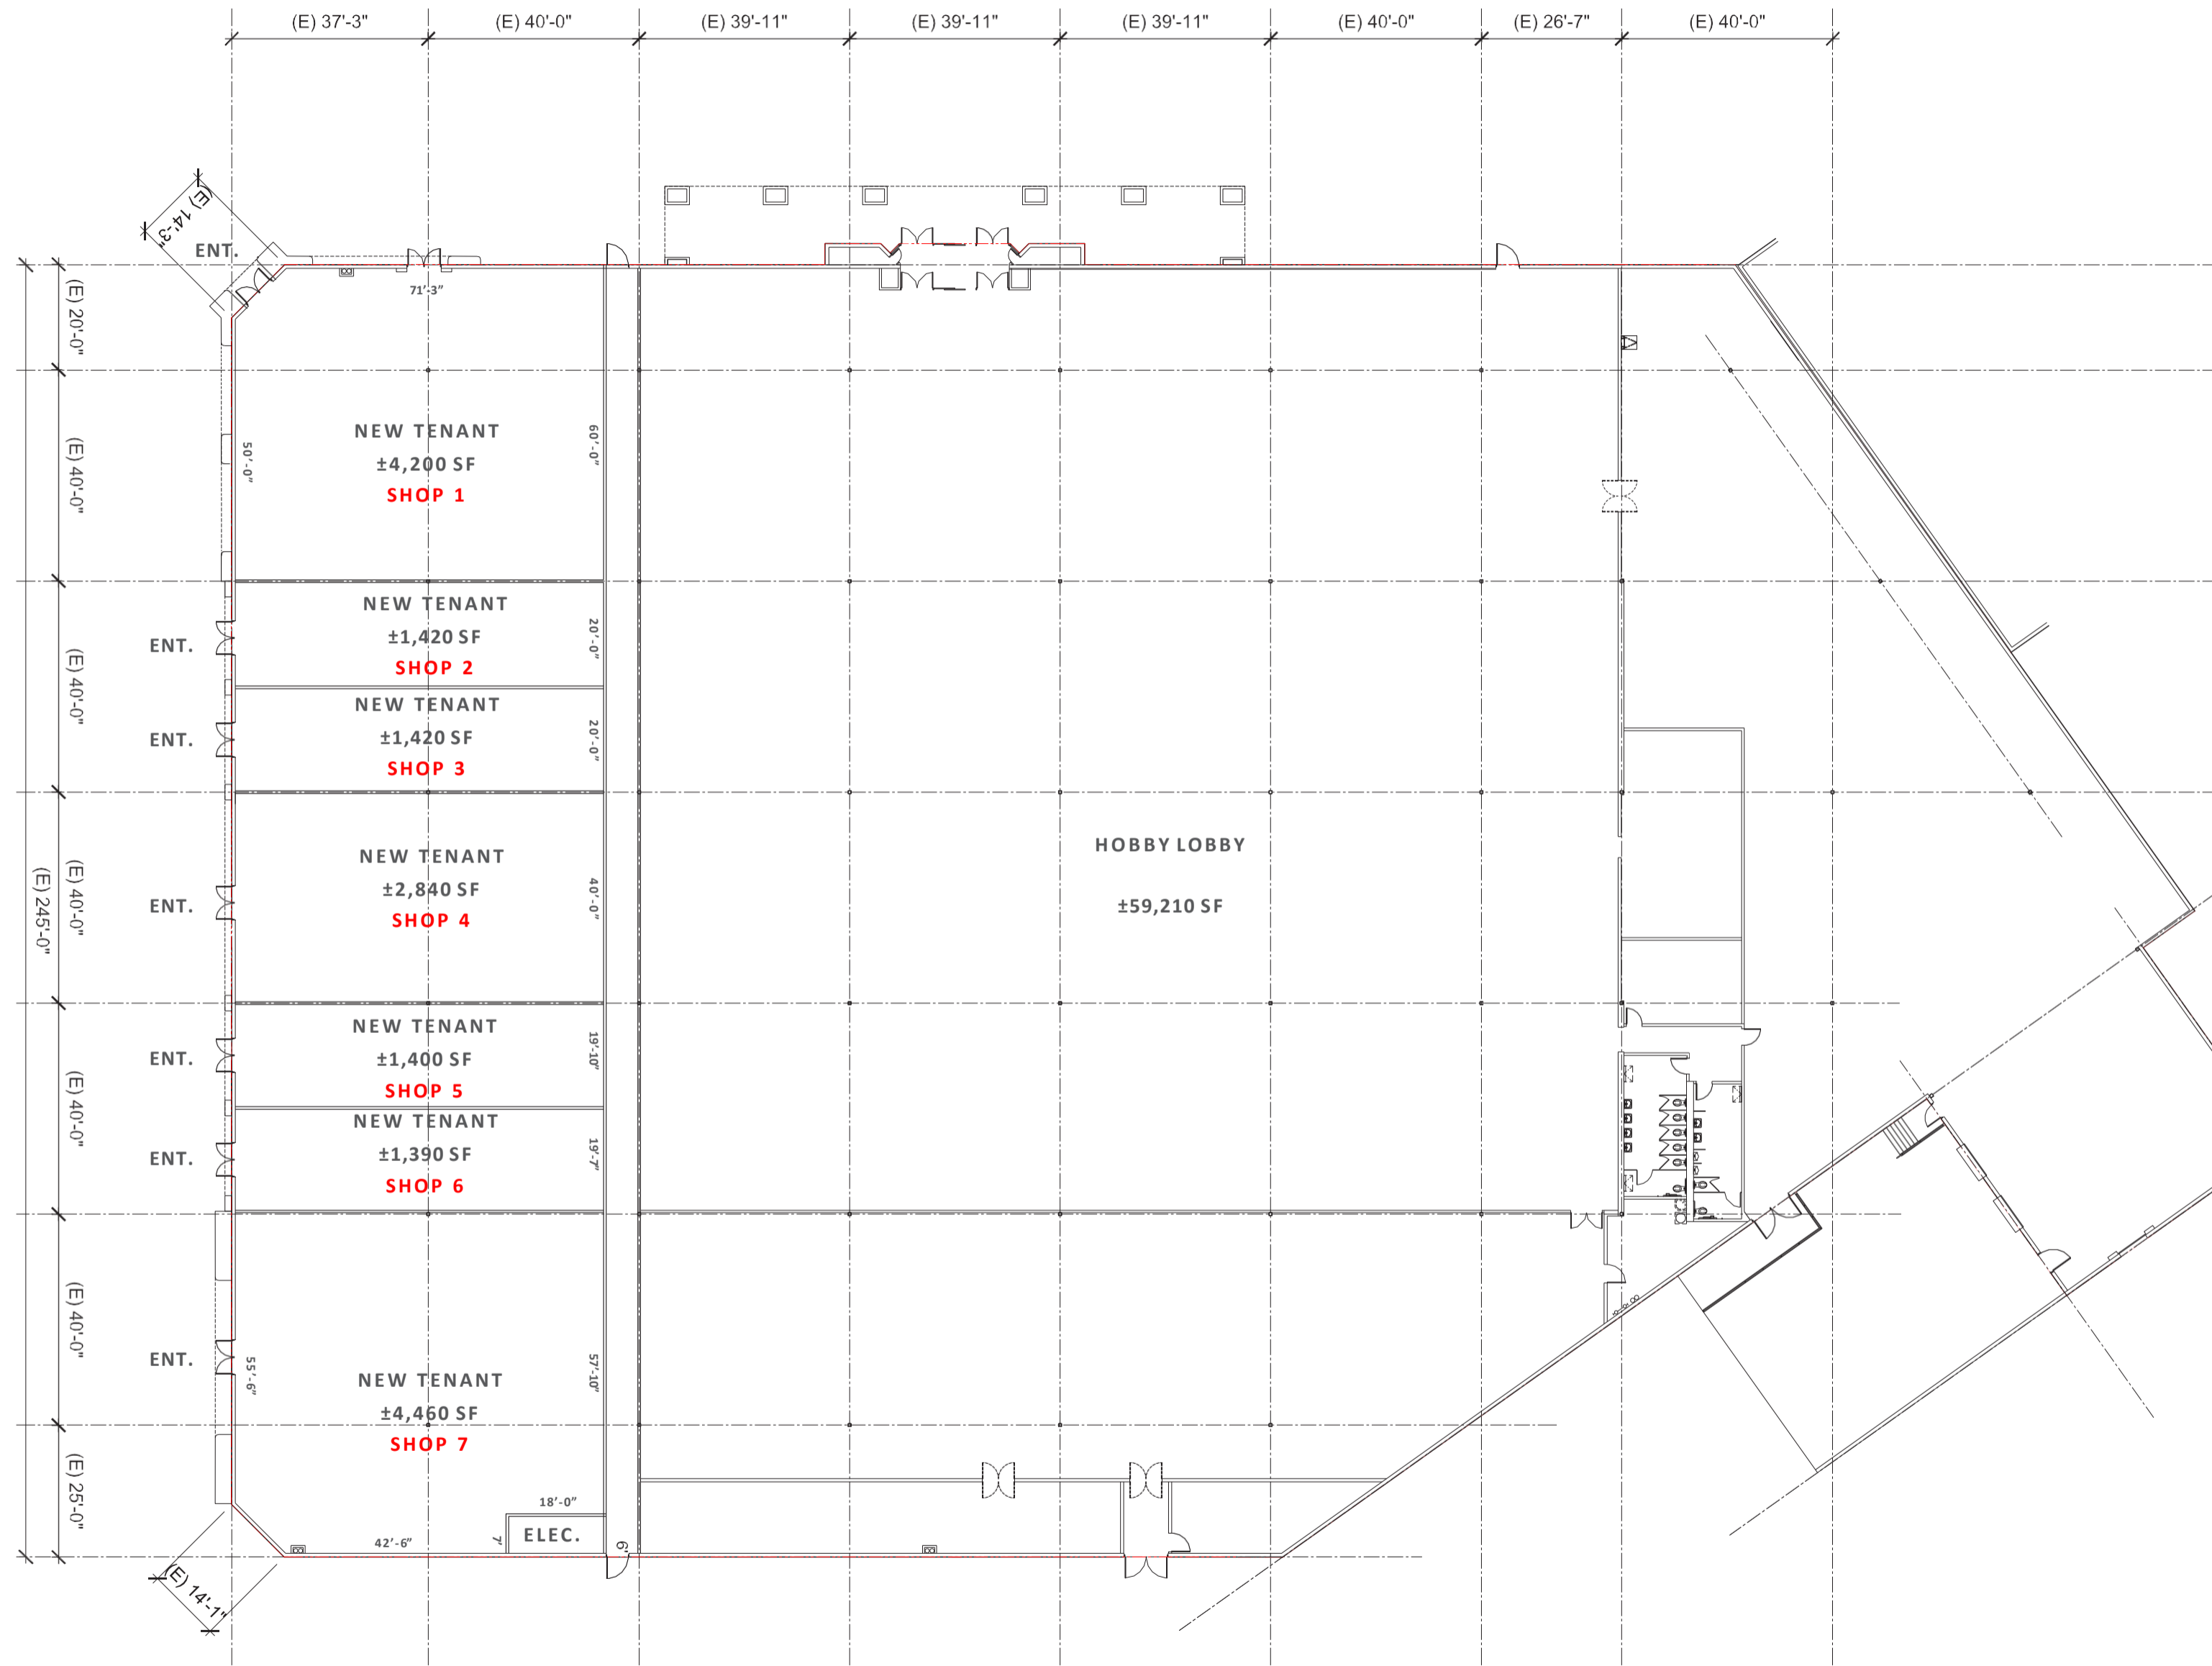 (E) 37'-3"
(E) 40'-0"
(E) 39'-11"
(E) 39'-11"
(E) 39'-11"
(E) 40'-0"
(E) 26'-7"
(E) 40'-0"
(E) 14'-3"
ENT.
71'-3"
(E) 20'-0"
(E) 40'-0"
50'-0"
NEW TENANT
±4,200 SF
SHOP 1
60'-0"
(E) 40'-0"
ENT.
NEW TENANT
±1,420 SF
SHOP 2
20'-0"
ENT.
NEW TENANT
±1,420 SF
SHOP 3
20'-0"
(E) 245'-0"
(E) 40'-0"
ENT.
NEW TENANT
±2,840 SF
SHOP 4
40'-0"
HOBBY LOBBY
±59,210 SF
(E) 40'-0"
ENT.
NEW TENANT
±1,400 SF
SHOP 5
19'-10"
ENT.
NEW TENANT
±1,390 SF
SHOP 6
19'-7"
(E) 40'-0"
ENT.
55'-6"
NEW TENANT
±4,460 SF
SHOP 7
57'-10"
(E) 25'-0"
18'-0"
ELEC.
7'
42'-6"
6'
(E) 14'-1"